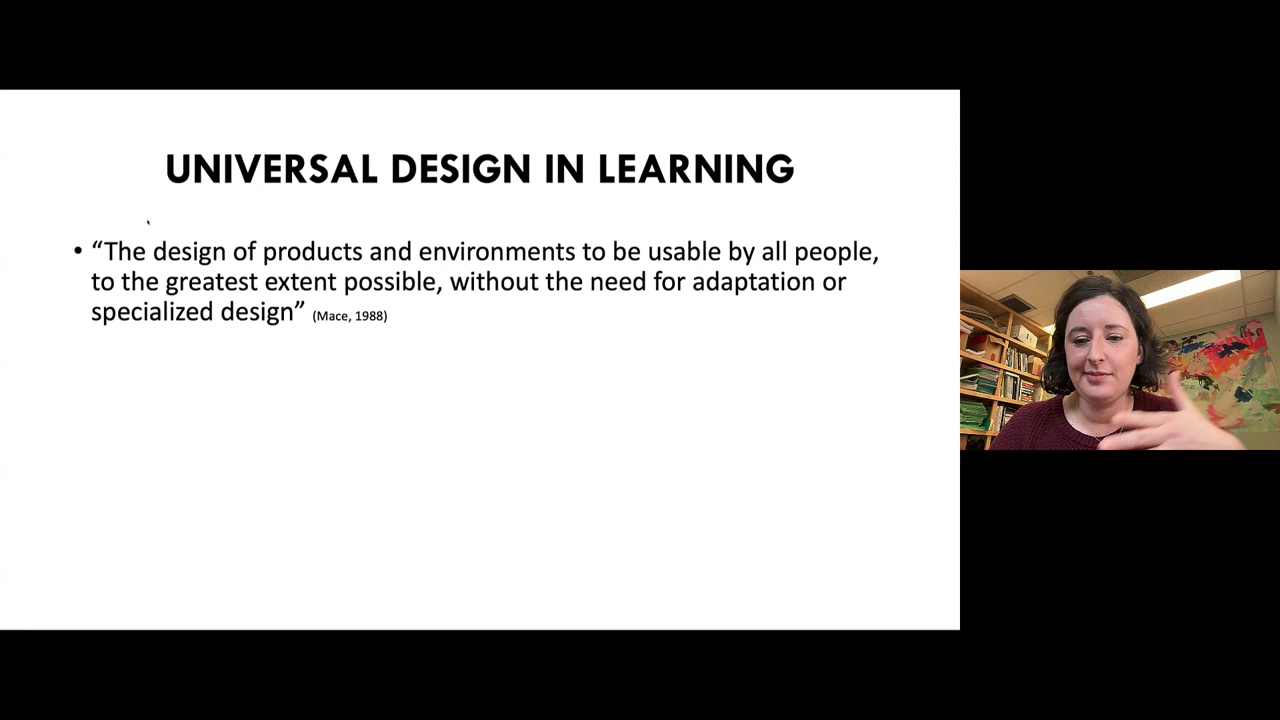 UNIVERSAL DESIGN IN LEARNING
• “The design of products and environments to be usable by all people,
to the greatest extent possible, without the need for adaptation or
specialized design” (Mace, 1988)